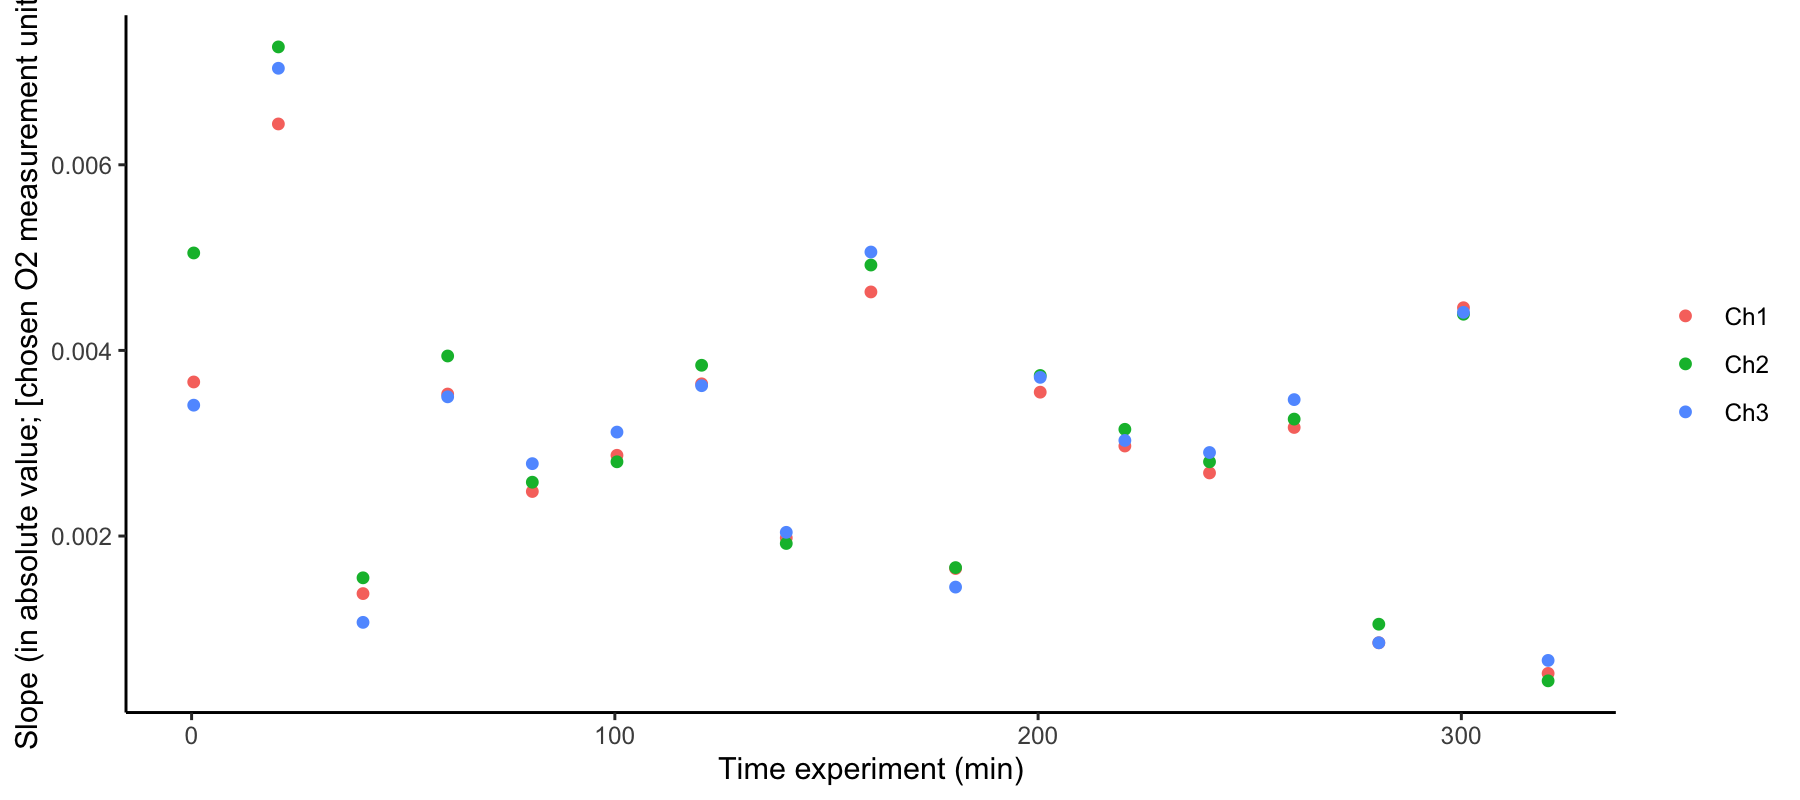 Slope (in absolute value; [chosen O2 measurement unit
0.006
0.004
0.002
0
100
200
300
Time experiment (min)
Ch1
Ch2
Ch3